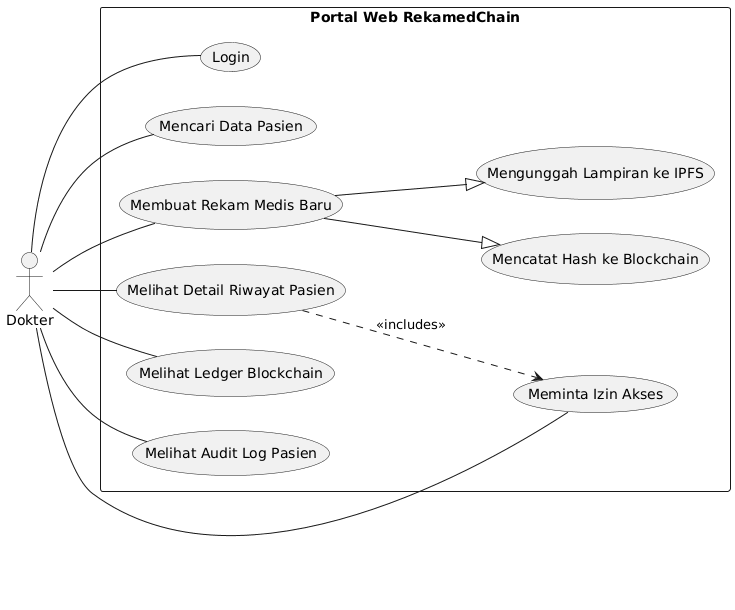 Portal Web RekamedChain
Login
Mencari Data Pasien
Mengunggah Lampiran ke IPFS
Membuat Rekam Medis Baru
Mencatat Hash ke Blockchain
Melihat Detail Riwayat Pasien
Dokter
«includes»
Melihat Ledger Blockchain
Meminta Izin Akses
Melihat Audit Log Pasien